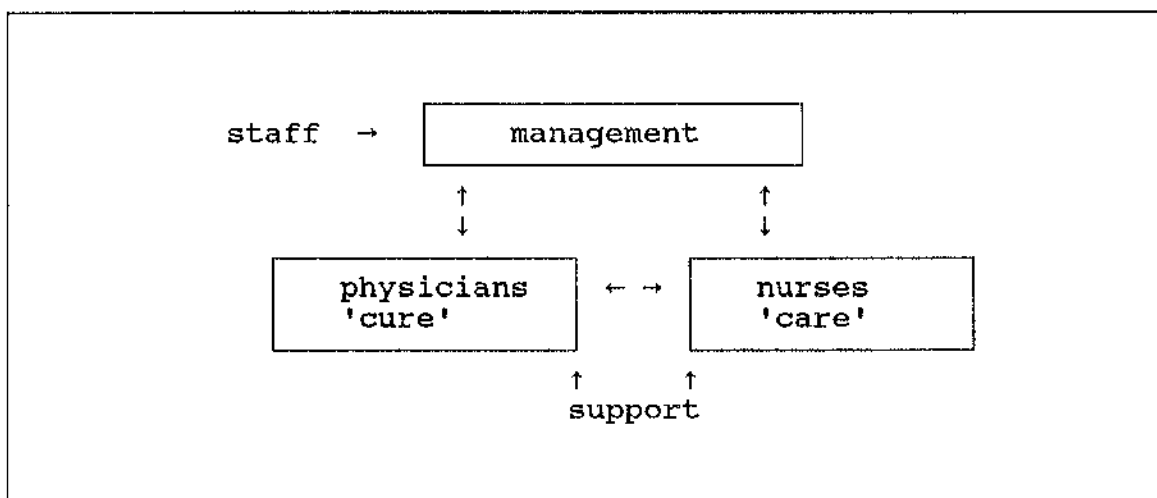 staff → management
↑ ↑
↓ ↓
physicians ← → nurses
'cure' 'care'
↑ ↑
support